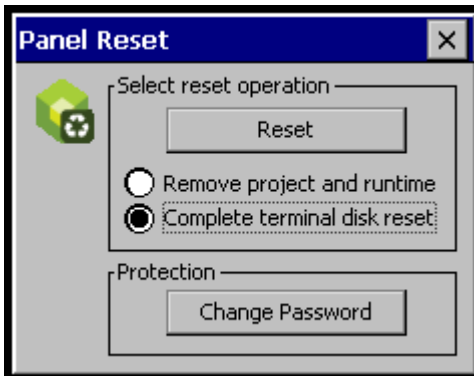 Panel Reset
Select reset operation
Reset
Remove project and runtime
Complete terminal disk reset
Protection
Change Password